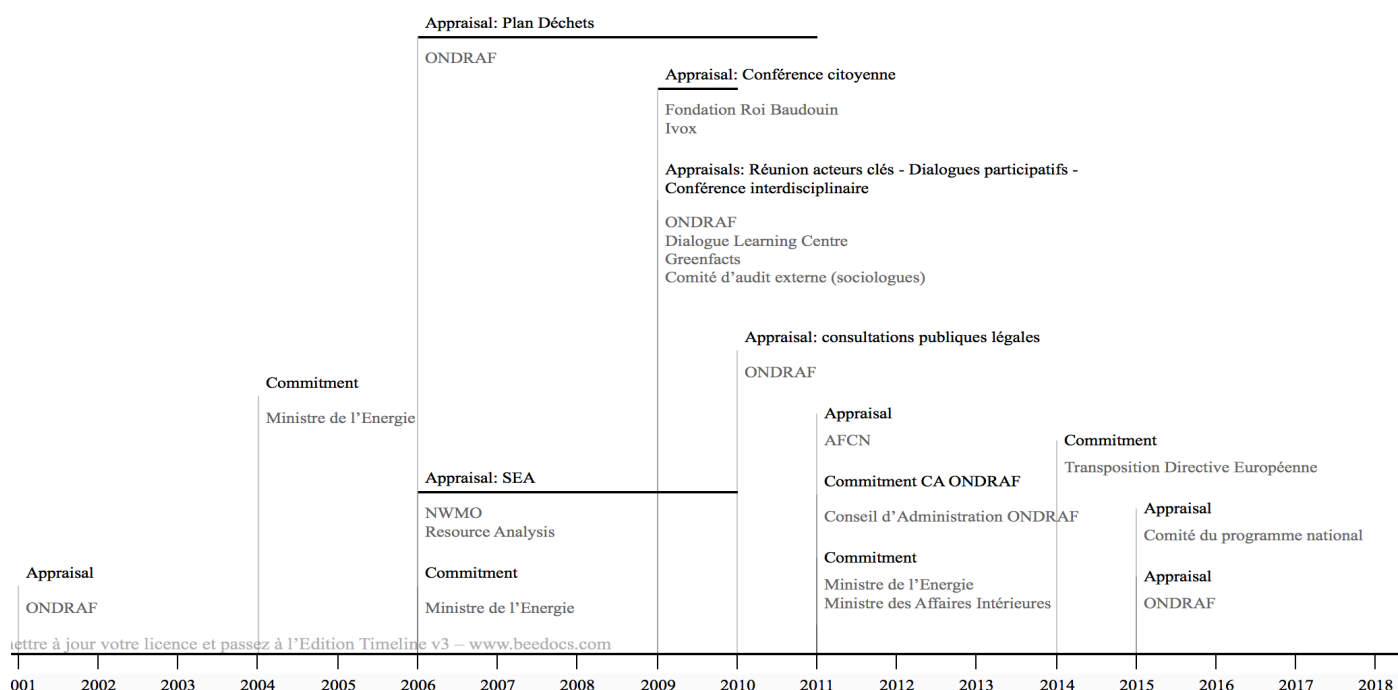 Appraisal: Plan Déchets
ONDRAF
Appraisal: Conférence citoyenne
Fondation Roi Baudouin
Ivox
Appraisals: Réunion acteurs clés - Dialogues participatifs -
Conférence interdisciplinaire
ONDRAF
Dialogue Learning Centre
Greenfacts
Comité d’audit externe (sociologues)
Appraisal: consultations publiques légales
ONDRAF
Commitment
Ministre de l’Energie
Appraisal
AFCN
Commitment
Transposition Directive Européenne
Appraisal: SEA
NWMO
Resource Analysis
Commitment CA ONDRAF
Conseil d’Administration ONDRAF
Appraisal
Comité du programme national
Commitment
Ministre de l’Energie
Commitment
Ministre de l’Energie
Ministre des Affaires Intérieures
Appraisal
ONDRAF
Appraisal
ONDRAF
ettre à jour votre licence et passez à l’Edition Timeline v3 – www.beedocs.com
001 2002 2003 2004 2005 2006 2007 2008 2009 2010 2011 2012 2013 2014 2015 2016 2017 2018